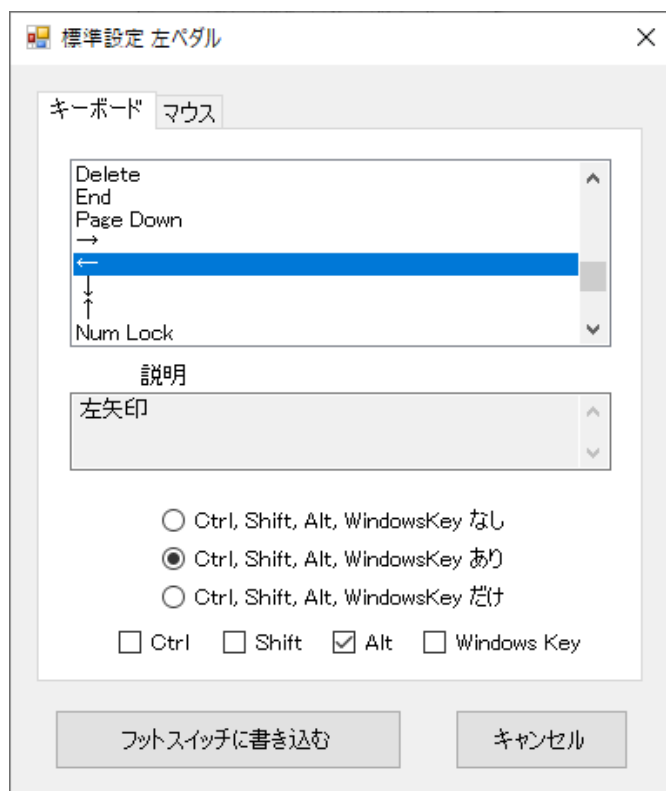 標準設定 左ペダル
キーボード マウス
Delete
End
Page Down
→
←
↓
↑
Num Lock
説明
左矢印
Ctrl, Shift, Alt, WindowsKey なし
Ctrl, Shift, Alt, WindowsKey あり
Ctrl, Shift, Alt, WindowsKey だけ
Ctrl Shift Alt Windows Key
フットスイッチに書き込む キャンセル